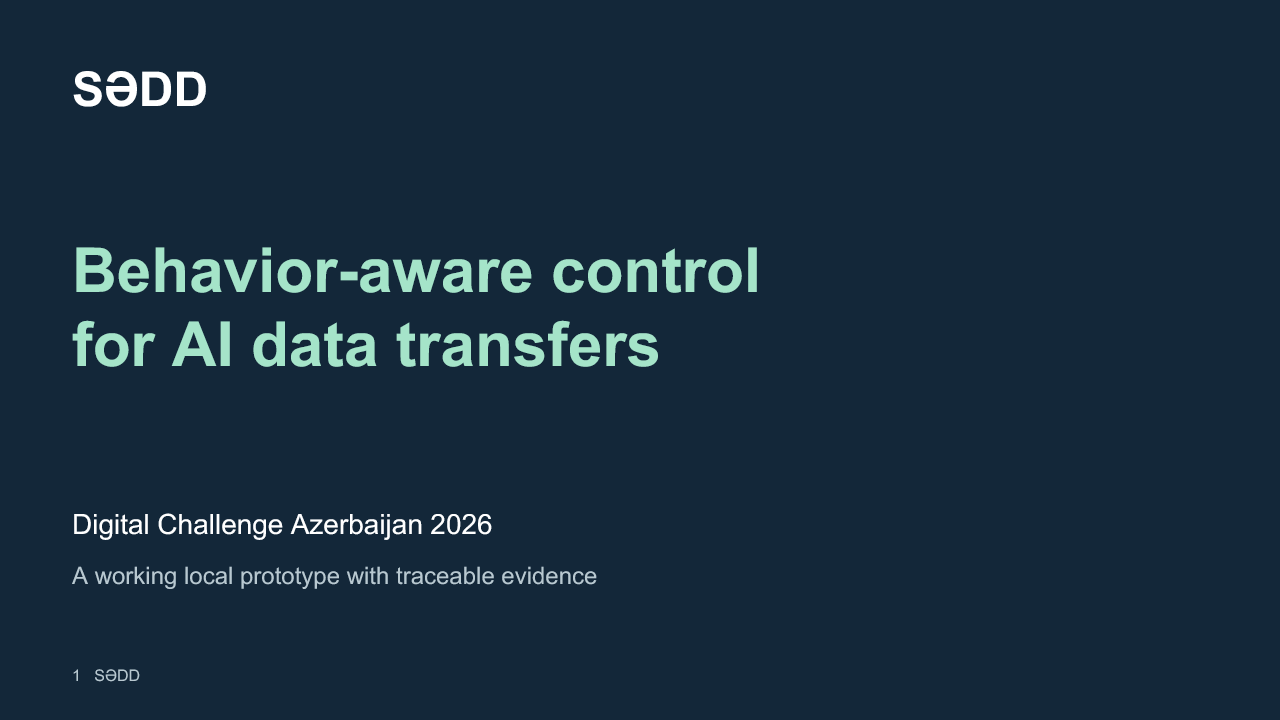 SƏDD
Behavior-aware control
for AI data transfers
Digital Challenge Azerbaijan 2026
A working local prototype with traceable evidence
1 SƏDD